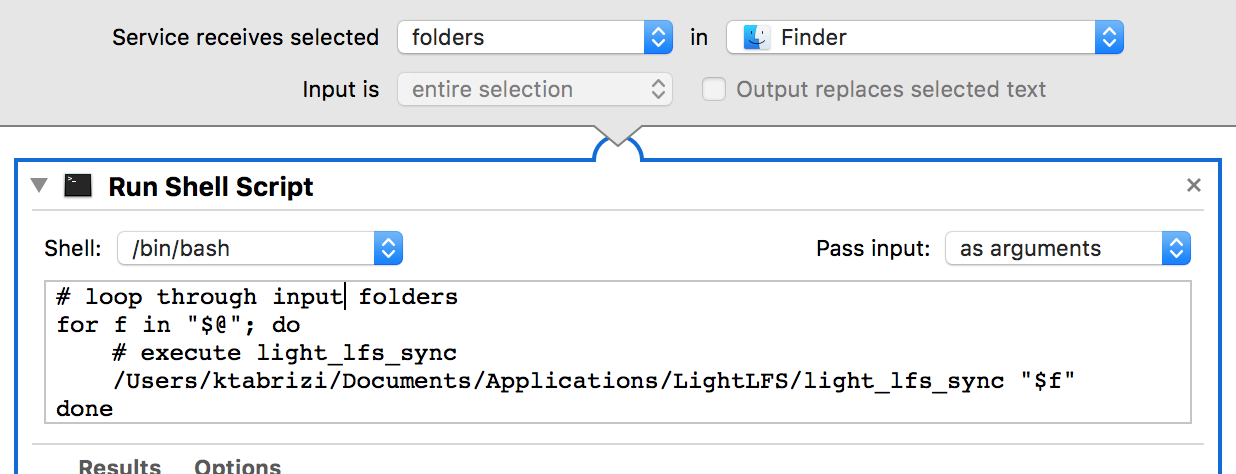 Service receives selected folders in Finder
Input is entire selection Output replaces selected text
Run Shell Script
Shell: /bin/bash Pass input: as arguments
# loop through input folders
for f in "$@"; do
    # execute light_lfs_sync
    /Users/ktabrizi/Documents/Applications/LightLFS/light_lfs_sync "$f"
done
Results Options